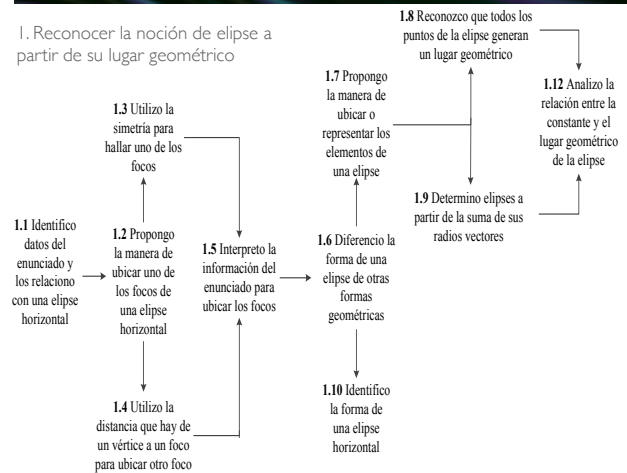 1. Reconocer la noción de elipse a
partir de su lugar geométrico
1.1 Identifico
datos del
enunciado y
los relaciono
con una elipse
horizontal
1.2 Propongo
la manera de
ubicar uno de
los focos de
una elipse
horizontal
1.3 Utilizo la
simetría para
hallar uno de los
focos
1.4 Utilizo la
distancia que hay de
un vértice a un foco
para ubicar otro foco
1.5 Interpreto la
información del
enunciado para
ubicar los focos
1.6 Diferencio la
forma de una
elipse de otras
formas
geométricas
1.7 Propongo
la manera de
ubicar o
representar los
elementos de
una elipse
1.8 Reconozco que todos los
puntos de la elipse generan
un lugar geométrico
1.9 Determino elipses a
partir de la suma de sus
radios vectores
1.10 Identifico
la forma de
una elipse
horizontal
1.12 Analizo la
relación entre la
constante y el
lugar geométrico
de la elipse